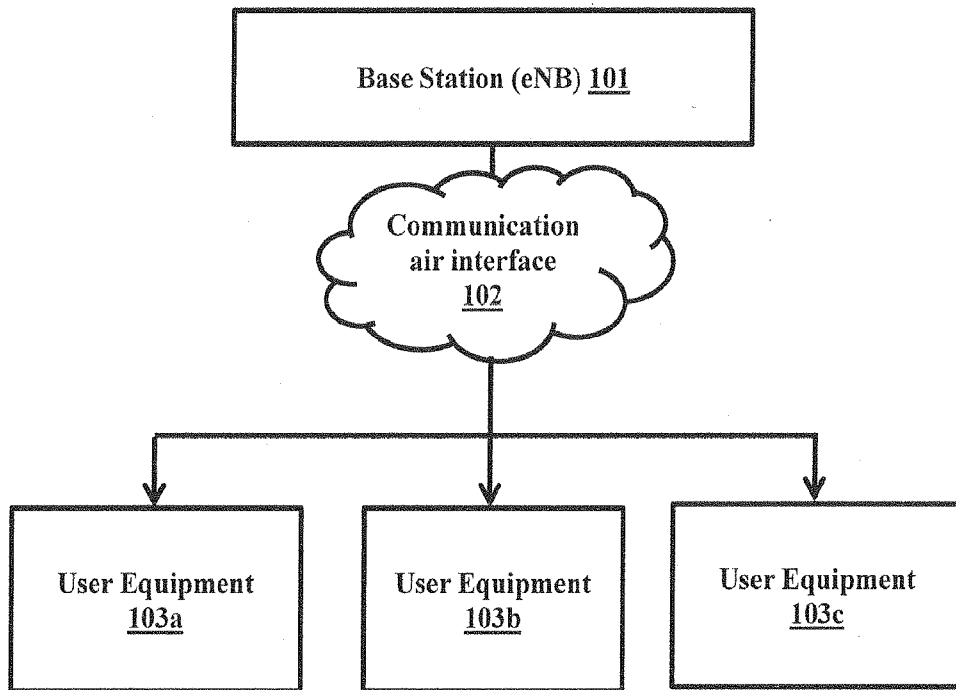 Base Station (eNB) 101
Communication
air interface
102
User Equipment
103a
User Equipment
103b
User Equipment
103c